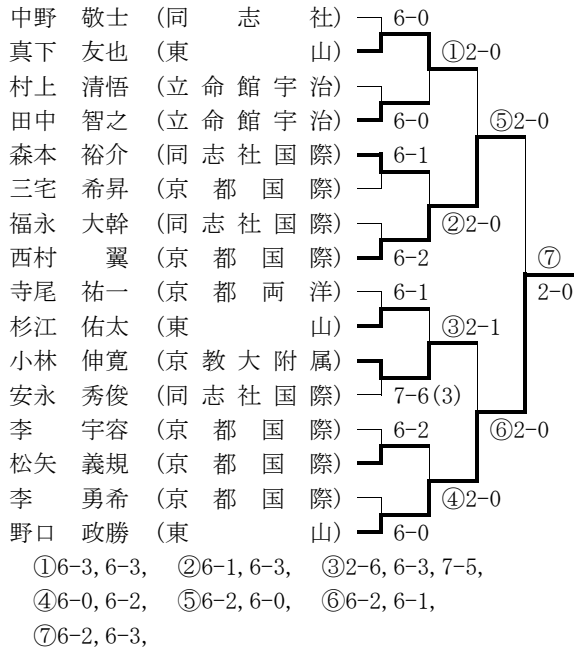 中野 敬士 (同志社) 6-0
真下 友也 (東山) ①2-0
村上 清悟 (立命館宇治)
田中 智之 (立命館宇治) 6-0 ⑤2-0
森本 裕介 (同志社国際) 6-1
三宅 希昇 (京都国際)
福永 大幹 (同志社国際) ②2-0
西村 翼 (京都国際) 6-2 ⑦
寺尾 祐一 (京都両洋) 6-1 2-0
杉江 佑太 (東山) ③2-1
小林 伸寛 (京教大附属)
安永 秀俊 (同志社国際) 7-6(3)
李 宇容 (京都国際) 6-2 ⑥2-0
松矢 義規 (京都国際)
李 勇希 (京都国際) ④2-0
野口 政勝 (東山) 6-0
①6-3,6-3, ②6-1,6-3, ③2-6,6-3,7-5,
④6-0,6-2, ⑤6-2,6-0, ⑥6-2,6-1,
⑦6-2,6-3,